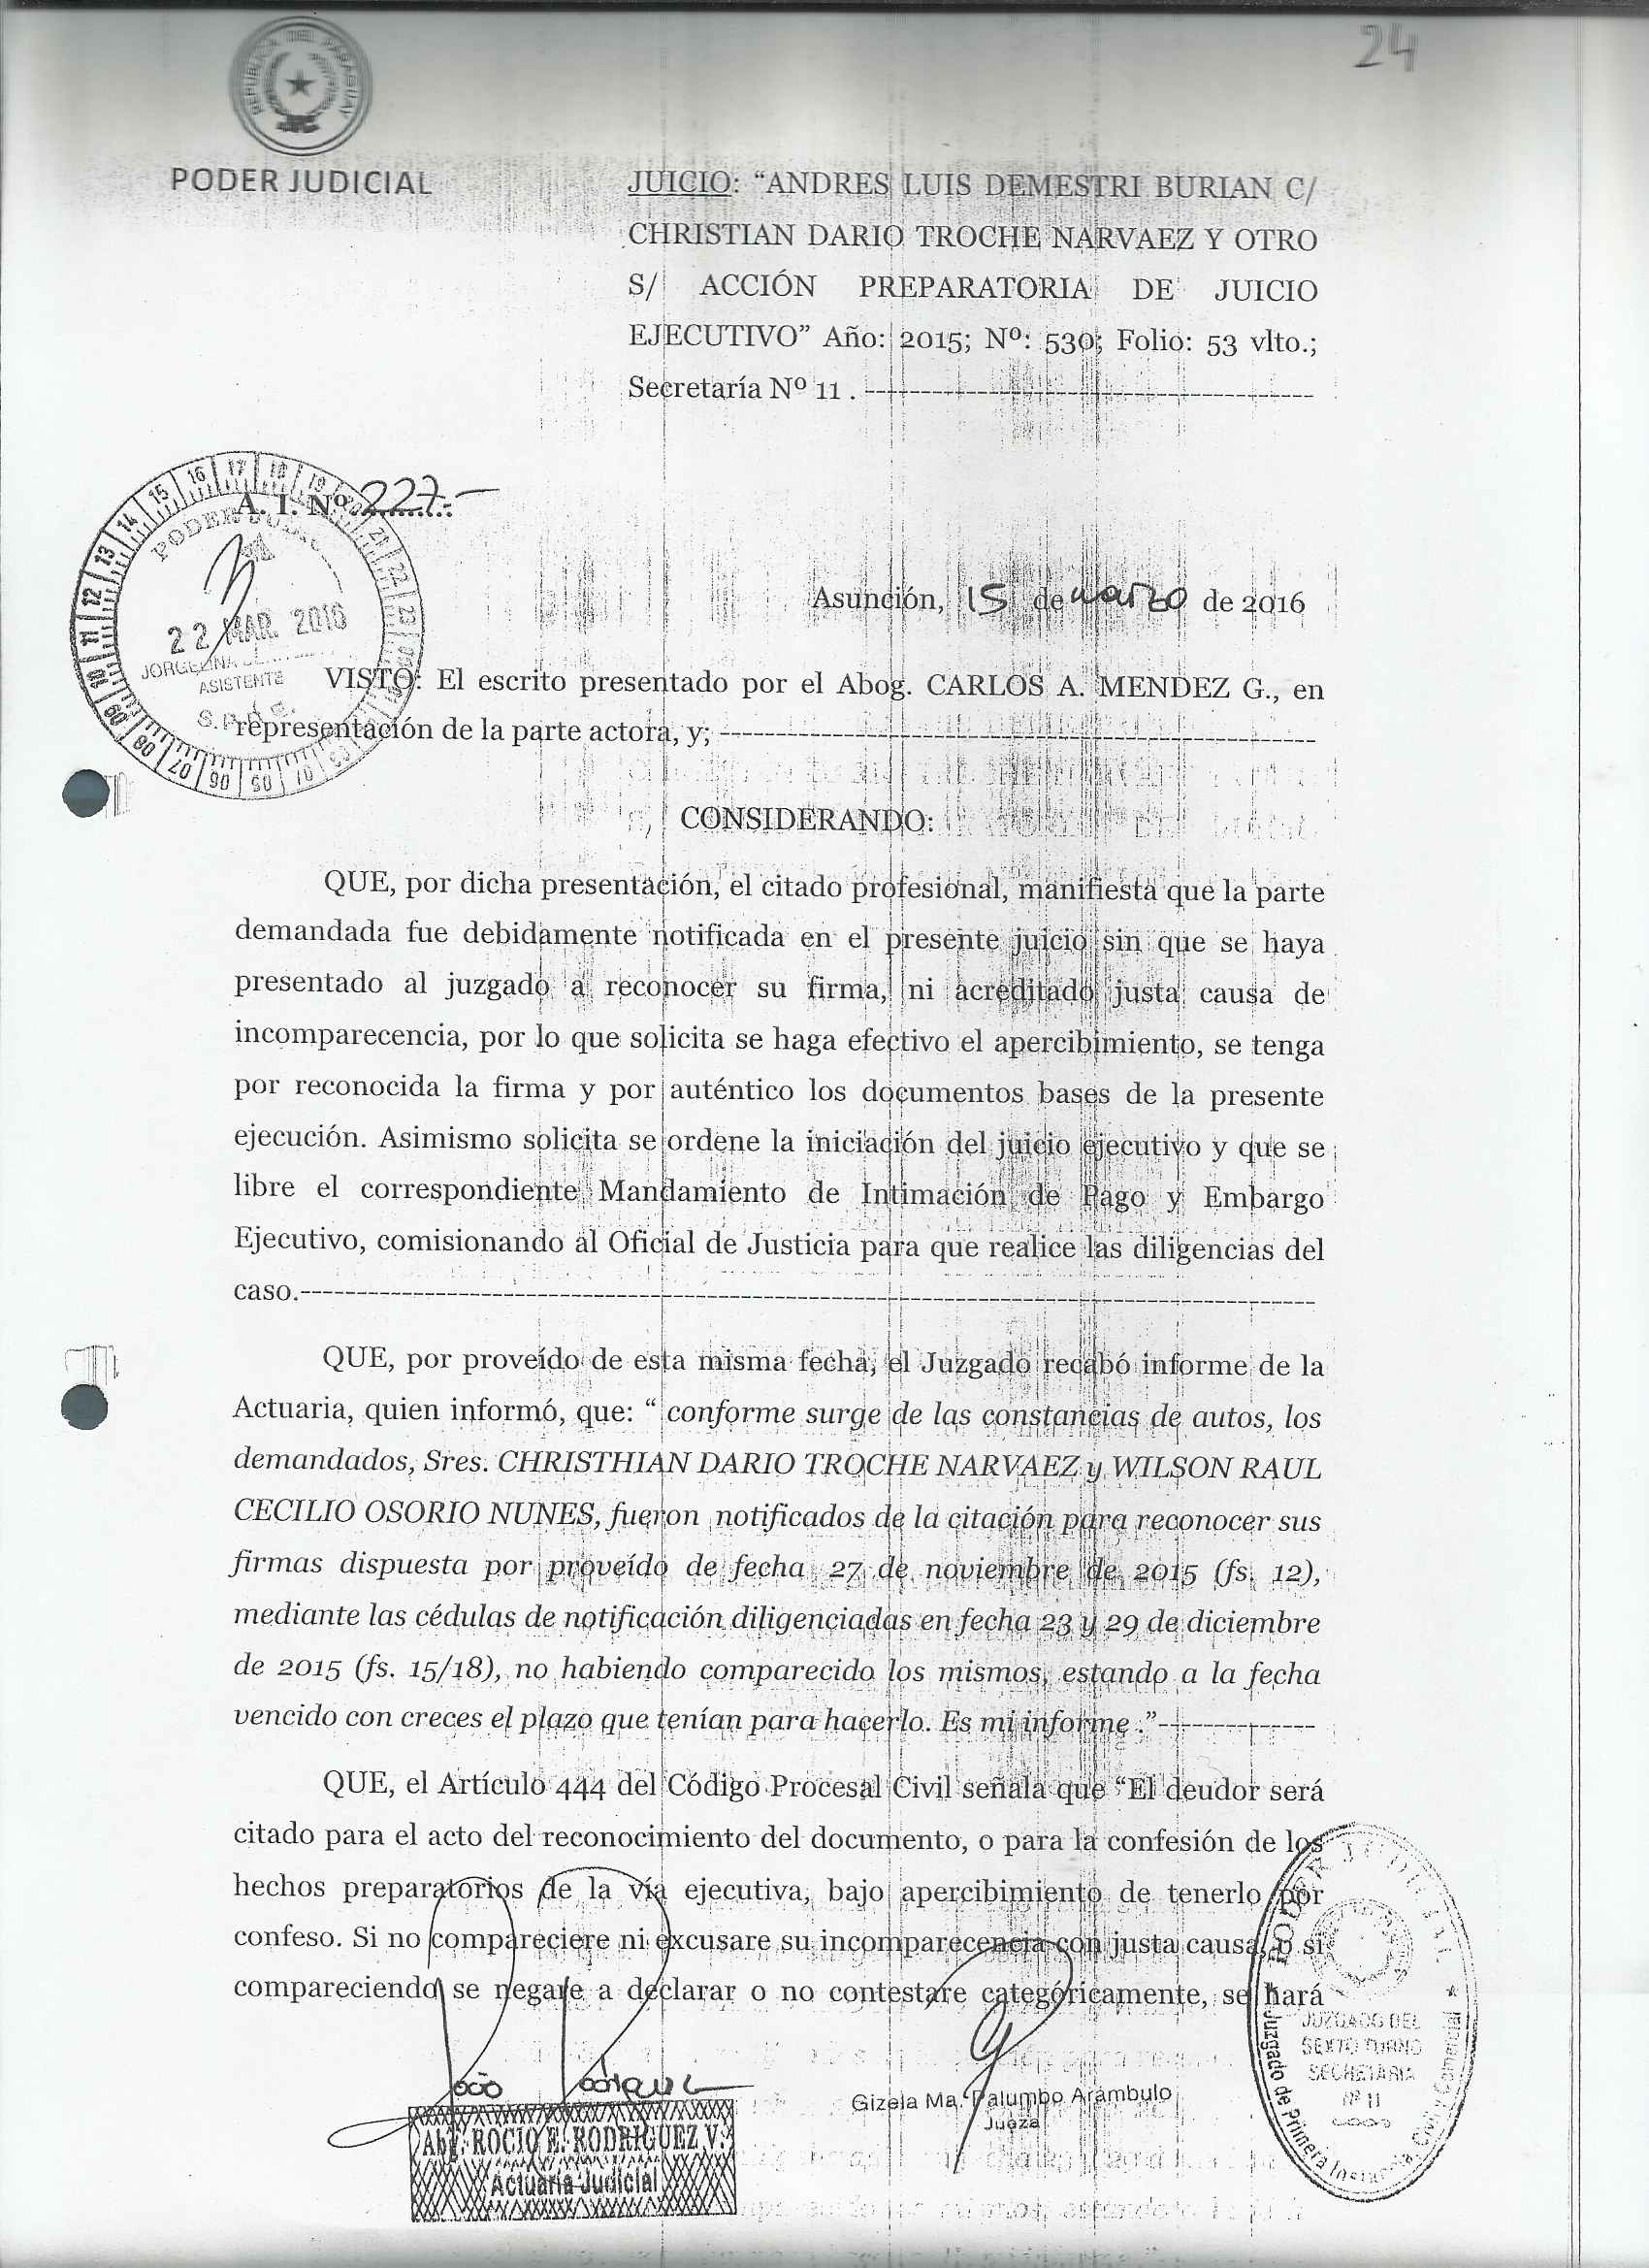 24
REPUBLICA DEL PARAGUAY
PODER JUDICIAL
JUICIO: “ANDRES LUIS DEMESTRI BURIAN C/
CHRISTIAN DARIO TROCHE NARVAEZ Y OTRO
S/ ACCIÓN PREPARATORIA DE JUICIO
EJECUTIVO” Año: 2015; Nº: 530; Folio: 53 vlto.;
Secretaría Nº 11 . ----------------------------------------
A. I. Nº 227.-
PODER
22 MAR. 2016
JORGELINA
ASISTENTE
Asunción, 15 de marzo de 2016
VISTO: El escrito presentado por el Abog. CARLOS A. MENDEZ G., en
representación de la parte actora, y; ----------------------------------------
CONSIDERANDO:
QUE, por dicha presentación, el citado profesional, manifiesta que la parte
demandada fue debidamente notificada en el presente juicio sin que se haya
presentado al juzgado a reconocer su firma, ni acreditado justa causa de
incomparecencia, por lo que solicita se haga efectivo el apercibimiento, se tenga
por reconocida la firma y por auténtico los documentos bases de la presente
ejecución. Asimismo solicita se ordene la iniciación del juicio ejecutivo y que se
libre el correspondiente Mandamiento de Intimación de Pago y Embargo
Ejecutivo, comisionando al Oficial de Justicia para que realice las diligencias del
caso.----------------------------------------
QUE, por proveído de esta misma fecha, el Juzgado recabó informe de la
Actuaria, quien informó, que: “ conforme surge de las constancias de autos, los
demandados, Sres. CHRISTHIAN DARIO TROCHE NARVAEZ y WILSON RAUL
CECILIO OSORIO NUNES, fueron notificados de la citación para reconocer sus
firmas dispuesta por proveído de fecha 27 de noviembre de 2015 (fs. 12),
mediante las cédulas de notificación diligenciadas en fecha 23 y 29 de diciembre
de 2015 (fs. 15/18), no habiendo comparecido los mismos, estando a la fecha
vencido con creces el plazo que tenían para hacerlo. Es mi informe .”--------------
QUE, el Artículo 444 del Código Procesal Civil señala que “El deudor será
citado para el acto del reconocimiento del documento, o para la confesión de los
hechos preparatorios de la vía ejecutiva, bajo apercibimiento de tenerlo por
confeso. Si no compareciere ni excusare su incomparecencia con justa causa, o si
compareciendo se negare a declarar o no contestare categóricamente, se hará
PODER JUDICIAL
JUZGADO DEL
SEXTO TURNO
SECRETARIA
Nº 11
Juzgado de Primera Instancia, Civil y Comercial
Gizela Ma. Palumbo Arámbulo
Jueza
Abg. ROCIO E. RODRIGUEZ V.
Actuaria Judicial